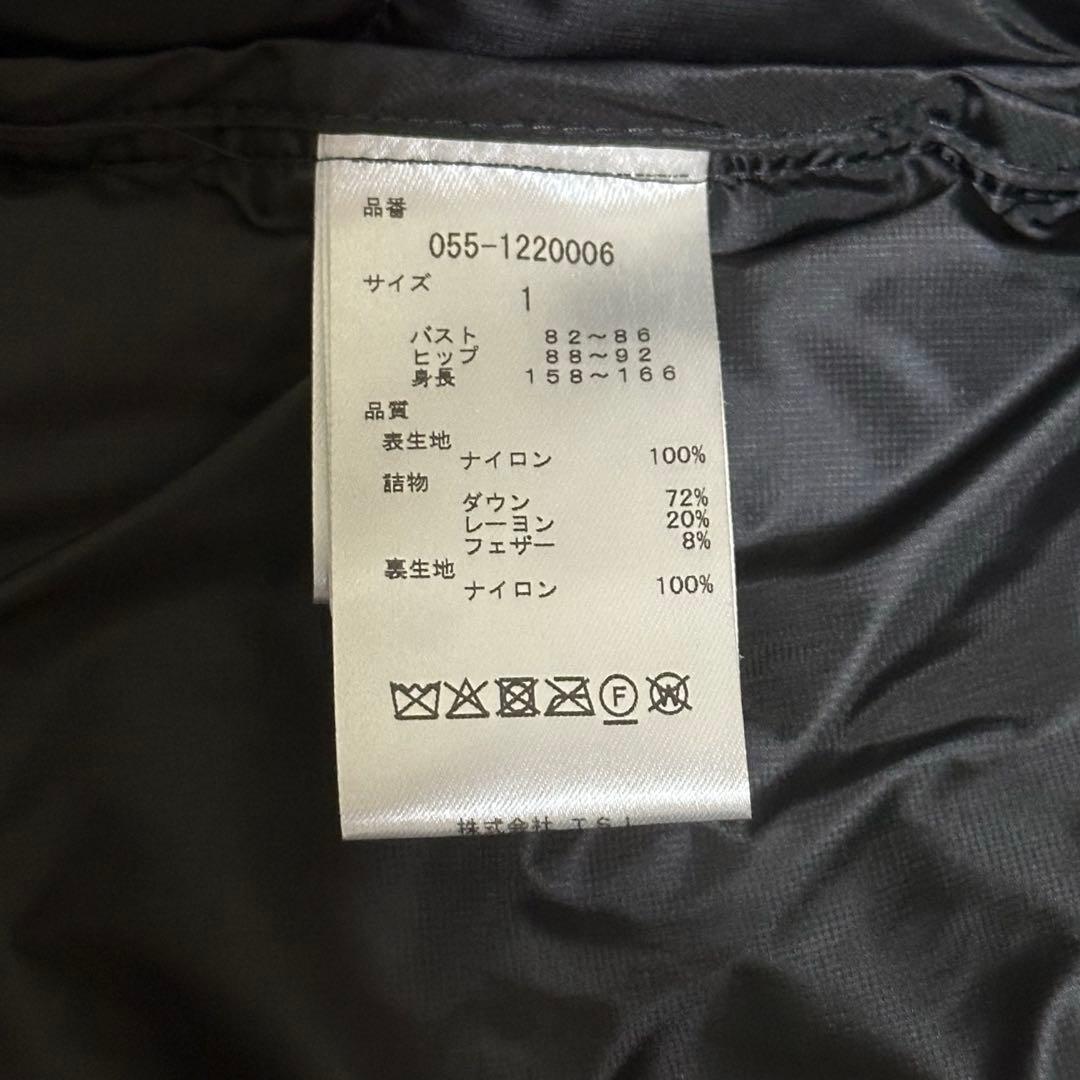 品番
055-1220006
サイズ
1
バスト 82～86
ヒップ 88～92
身長 158～166
品質
表生地
ナイロン 100%
詰物
ダウン 72%
レーヨン 20%
フェザー 8%
裏生地
ナイロン 100%
F
W
株式会社 TSI